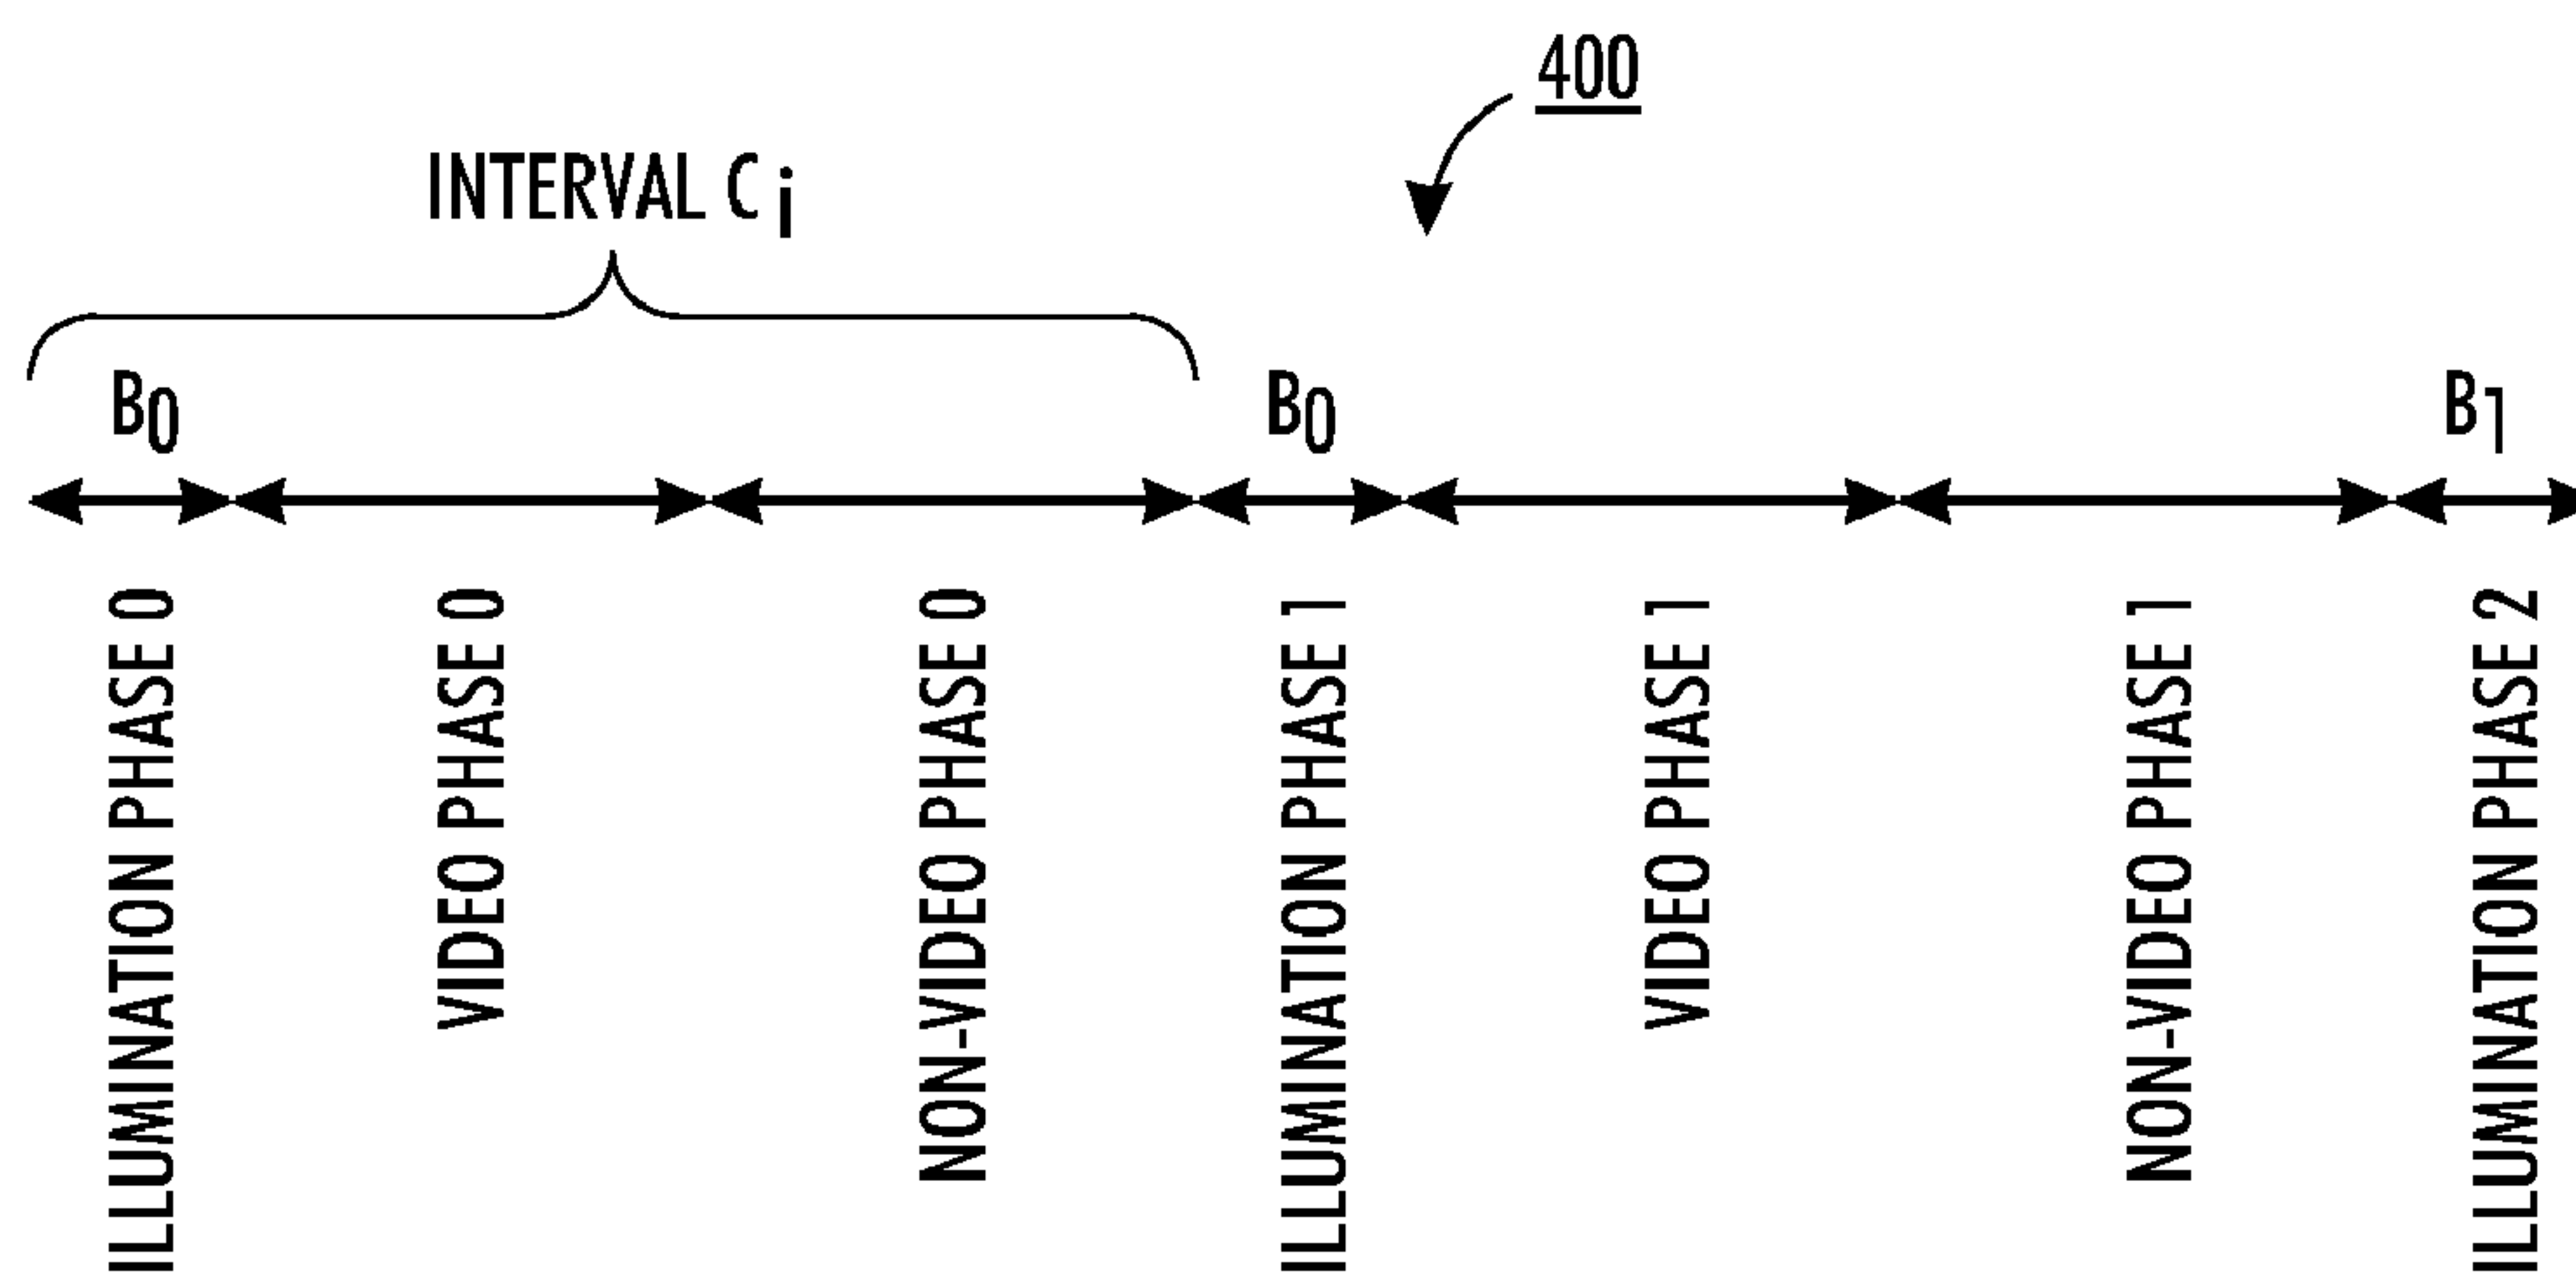 400
INTERVAL Ci
B0
B0
B1
ILLUMINATION PHASE 0
VIDEO PHASE 0
NON-VIDEO PHASE 0
ILLUMINATION PHASE 1
VIDEO PHASE 1
NON-VIDEO PHASE 1
ILLUMINATION PHASE 2